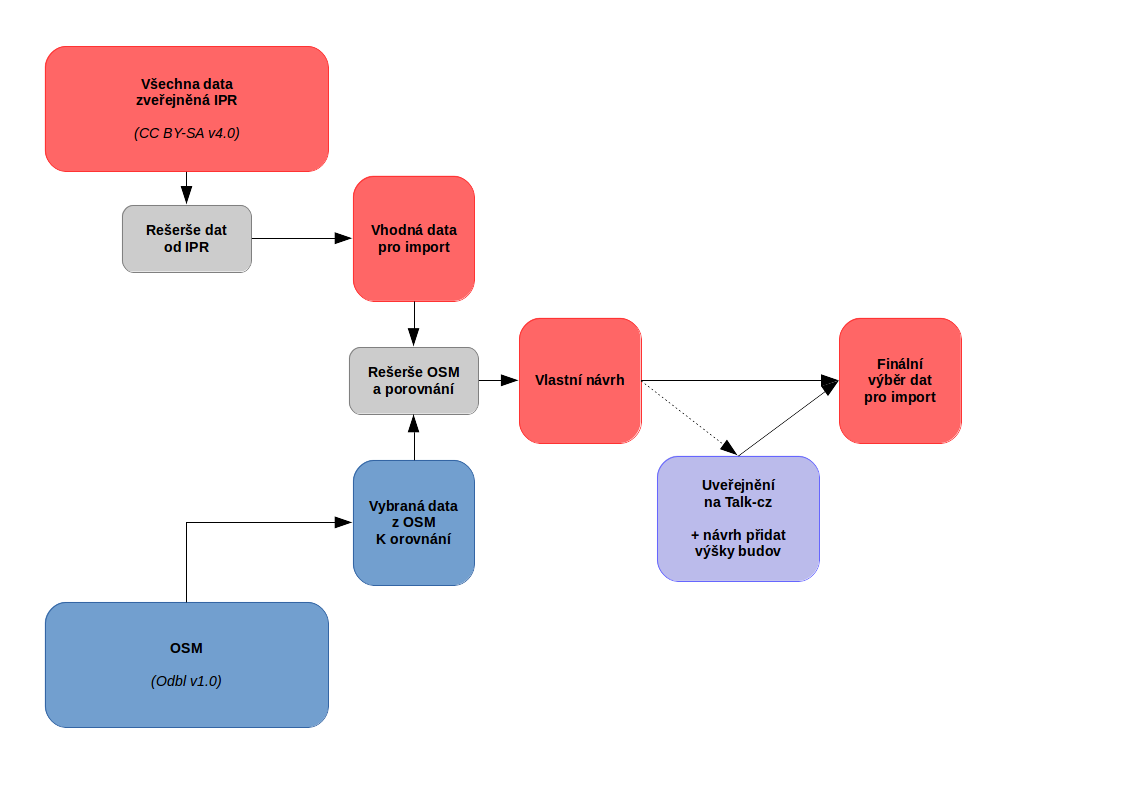 Všechna data
zveřejněná IPR
(CC BY-SA v4.0)
Rešerše dat
od IPR
Vhodná data
pro import
Rešerše OSM
a porovnání
Vlastní návrh
Finální
výběr dat
pro import
Vybraná data
z OSM
K orovnání
Uveřejnění
na Talk-cz
+ návrh přidat
výšky budov
OSM
(Odbl v1.0)